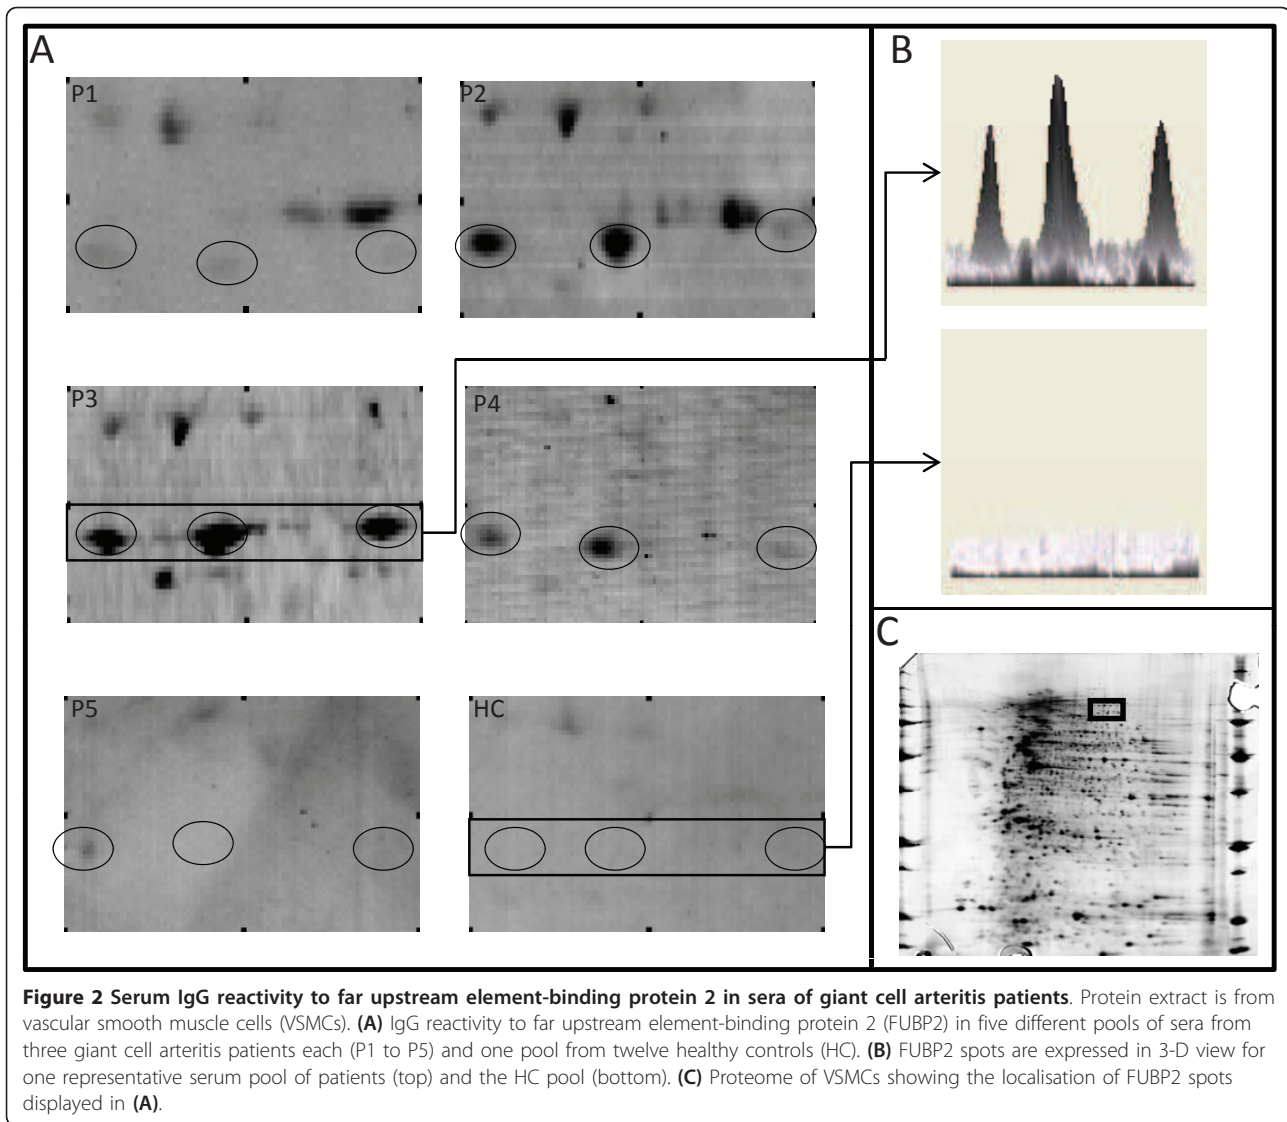 A
B
P1
P2
P3
P4
C
P5
HC
Figure 2 Serum IgG reactivity to far upstream element-binding protein 2 in sera of giant cell arteritis patients. Protein extract is from
vascular smooth muscle cells (VSMCs). (A) IgG reactivity to far upstream element-binding protein 2 (FUBP2) in five different pools of sera from
three giant cell arteritis patients each (P1 to P5) and one pool from twelve healthy controls (HC). (B) FUBP2 spots are expressed in 3-D view for
one representative serum pool of patients (top) and the HC pool (bottom). (C) Proteome of VSMCs showing the localisation of FUBP2 spots
displayed in (A).